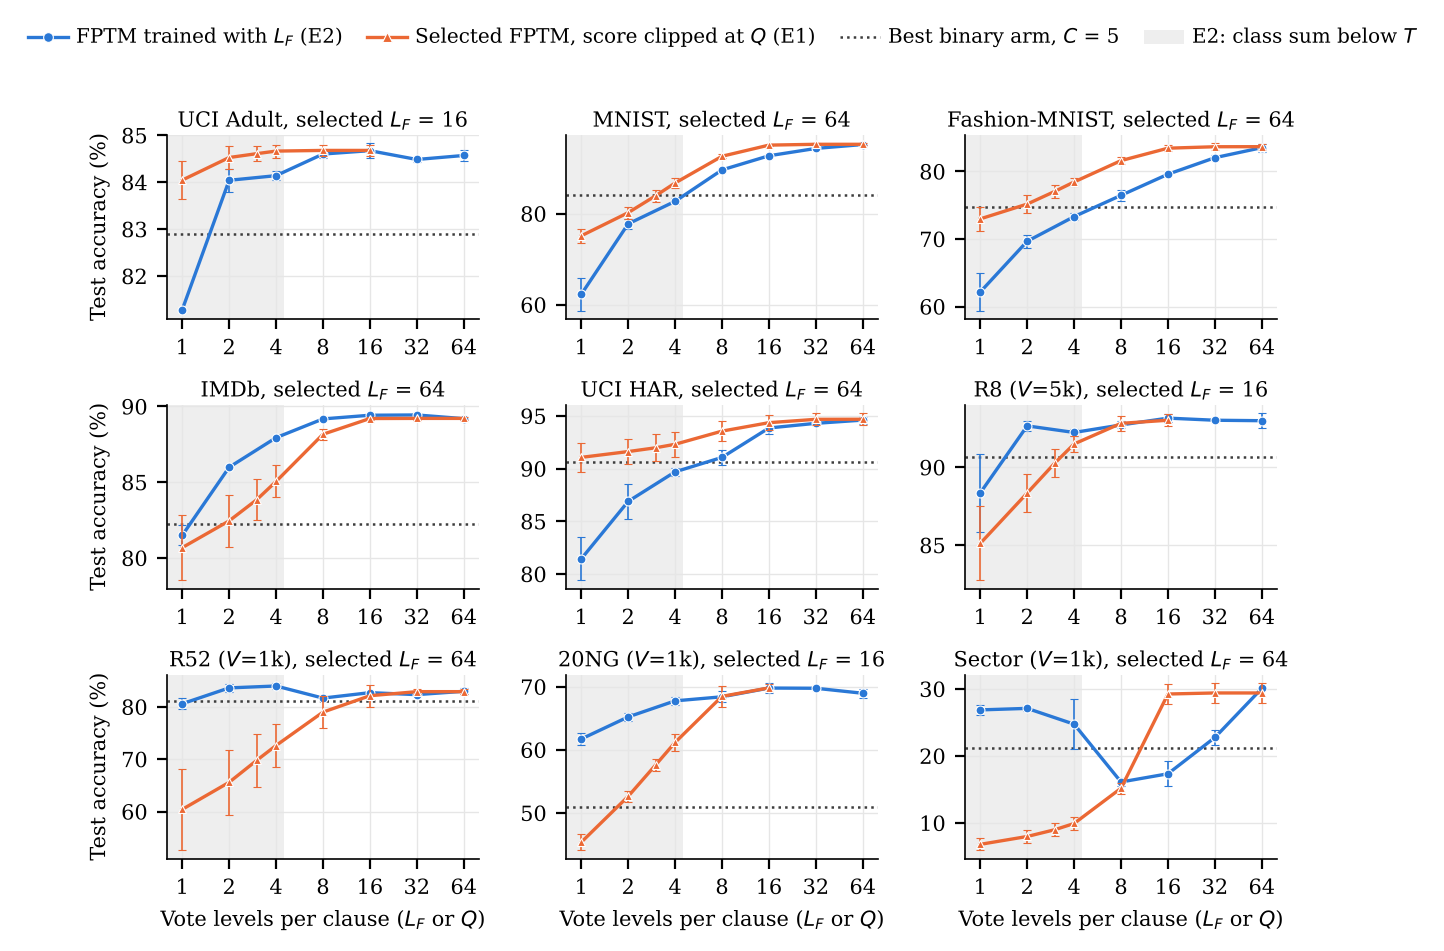 FPTM trained with L_F (E2) Selected FPTM, score clipped at Q (E1) Best binary arm, C = 5 E2: class sum below T
UCI Adult, selected L_F = 16
MNIST, selected L_F = 64
Fashion-MNIST, selected L_F = 64
Test accuracy (%)
85
84
83
82
1 2 4 8 16 32 64
80
60
1 2 4 8 16 32 64
80
70
60
1 2 4 8 16 32 64
IMDb, selected L_F = 64
UCI HAR, selected L_F = 64
R8 (V=5k), selected L_F = 16
Test accuracy (%)
90
85
80
1 2 4 8 16 32 64
95
90
85
80
1 2 4 8 16 32 64
90
85
1 2 4 8 16 32 64
R52 (V=1k), selected L_F = 64
20NG (V=1k), selected L_F = 16
Sector (V=1k), selected L_F = 64
Test accuracy (%)
80
70
60
1 2 4 8 16 32 64
Vote levels per clause (L_F or Q)
70
60
50
1 2 4 8 16 32 64
Vote levels per clause (L_F or Q)
30
20
10
1 2 4 8 16 32 64
Vote levels per clause (L_F or Q)